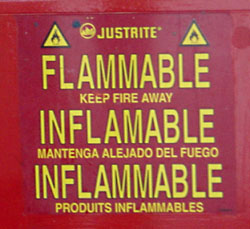 JUSTRITE®
FLAMMABLE
KEEP FIRE AWAY
INFLAMABLE
MANTENGA ALEJADO DEL FUEGO
INFLAMMABLE
PRODUITS INFLAMMABLES